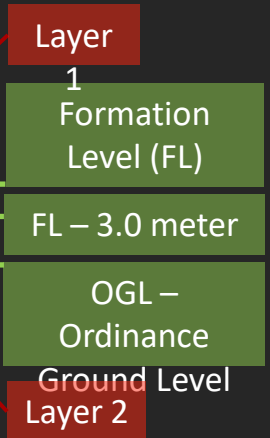 Layer
1
Formation
Level (FL)
FL – 3.0 meter
OGL –
Ordinance
Ground Level
Layer 2